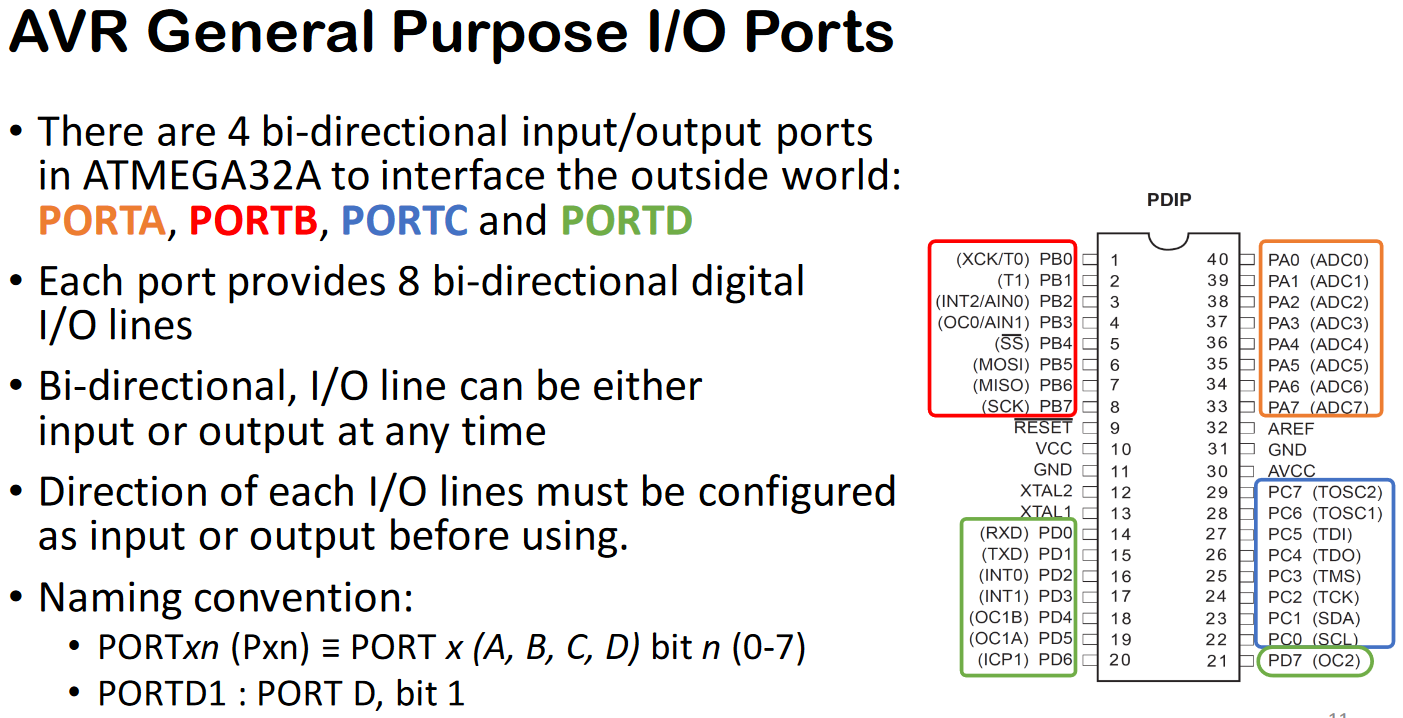 AVR General Purpose I/O Ports
• There are 4 bi-directional input/output ports
in ATMEGA32A to interface the outside world:
PORTA, PORTB, PORTC and PORTD
• Each port provides 8 bi-directional digital
I/O lines
• Bi-directional, I/O line can be either
input or output at any time
• Direction of each I/O lines must be configured
as input or output before using.
• Naming convention:
• PORTxn (Pxn) ≡ PORT x (A, B, C, D) bit n (0-7)
• PORTD1 : PORT D, bit 1
PDIP
(XCK/T0) PB0 1 40 PA0 (ADC0)
(T1) PB1 2 39 PA1 (ADC1)
(INT2/AIN0) PB2 3 38 PA2 (ADC2)
(OC0/AIN1) PB3 4 37 PA3 (ADC3)
(S̅S̅) PB4 5 36 PA4 (ADC4)
(MOSI) PB5 6 35 PA5 (ADC5)
(MISO) PB6 7 34 PA6 (ADC6)
(SCK) PB7 8 33 PA7 (ADC7)
R̅E̅S̅E̅T̅ 9 32 AREF
VCC 10 31 GND
GND 11 30 AVCC
XTAL2 12 29 PC7 (TOSC2)
XTAL1 13 28 PC6 (TOSC1)
(RXD) PD0 14 27 PC5 (TDI)
(TXD) PD1 15 26 PC4 (TDO)
(INT0) PD2 16 25 PC3 (TMS)
(INT1) PD3 17 24 PC2 (TCK)
(OC1B) PD4 18 23 PC1 (SDA)
(OC1A) PD5 19 22 PC0 (SCL)
(ICP1) PD6 20 21 PD7 (OC2)